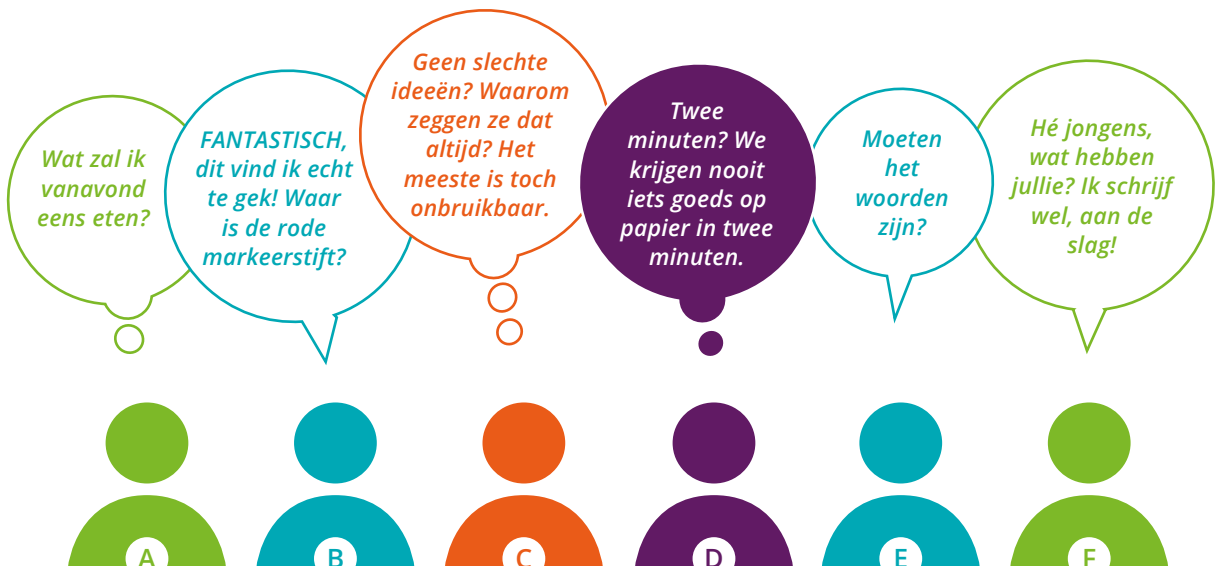 Wat zal ik
vanavond
eens eten?
FANTASTISCH,
dit vind ik echt
te gek! Waar
is de rode
markeerstift?
Geen slechte
ideeën? Waarom
zeggen ze dat
altijd? Het
meeste is toch
onbruikbaar.
Twee
minuten? We
krijgen nooit
iets goeds op
papier in twee
minuten.
Moeten
het
woorden
zijn?
Hé jongens,
wat hebben
jullie? Ik schrijf
wel, aan de
slag!
A
B
C
D
E
F